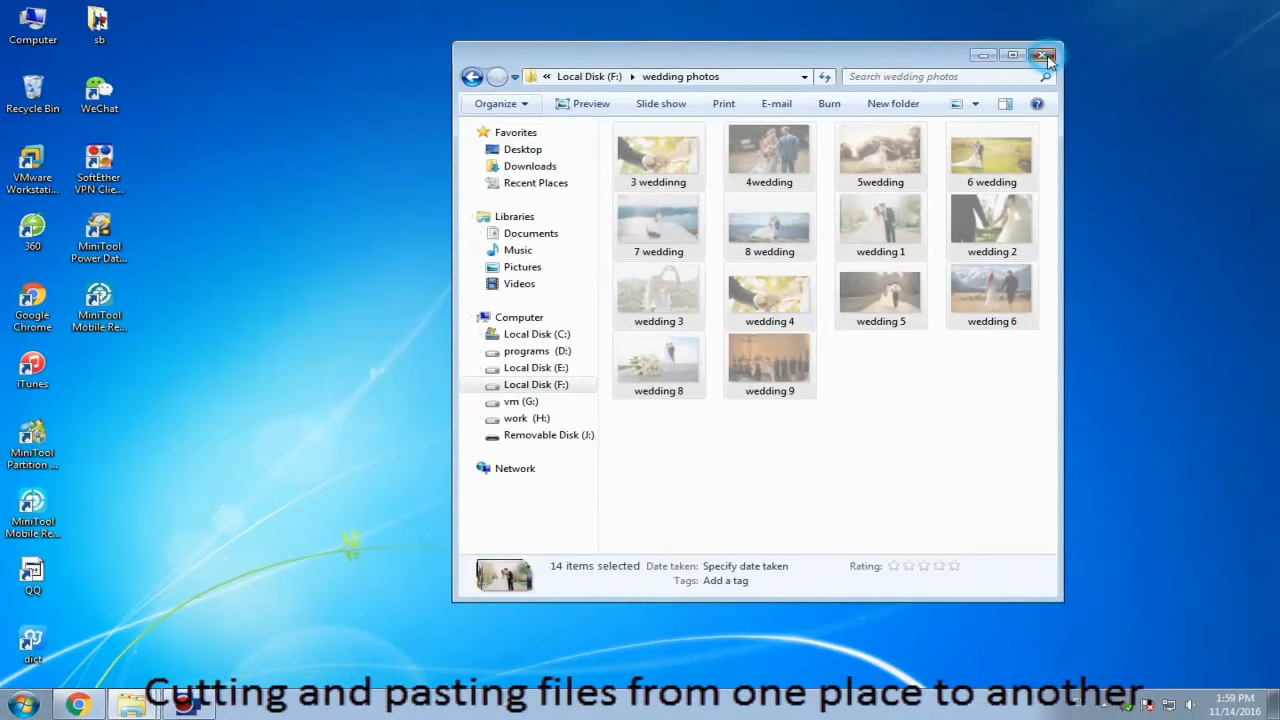 Computer
sb
Recycle Bin
WeChat
VMware
Workstati...
SoftEther
VPN Clie...
360
MiniTool
Power Dat...
Google
Chrome
MiniTool
Mobile Re...
iTunes
MiniTool
Partition ...
MiniTool
Mobile Re...
QQ
dict
« Local Disk (F:) ▸ wedding photos
Search wedding photos
Organize
Preview
Slide show
Print
E-mail
Burn
New folder
Favorites
Desktop
Downloads
Recent Places
Libraries
Documents
Music
Pictures
Videos
Computer
Local Disk (C:)
programs (D:)
Local Disk (E:)
Local Disk (F:)
vm (G:)
work (H:)
Removable Disk (J:)
Network
3 weddinng
4wedding
5wedding
6 wedding
7 wedding
8 wedding
wedding 1
wedding 2
wedding 3
wedding 4
wedding 5
wedding 6
wedding 8
wedding 9
14 items selected
Date taken: Specify date taken
Tags: Add a tag
Rating:
Cutting and pasting files from one place to another
1:59 PM
11/14/2016